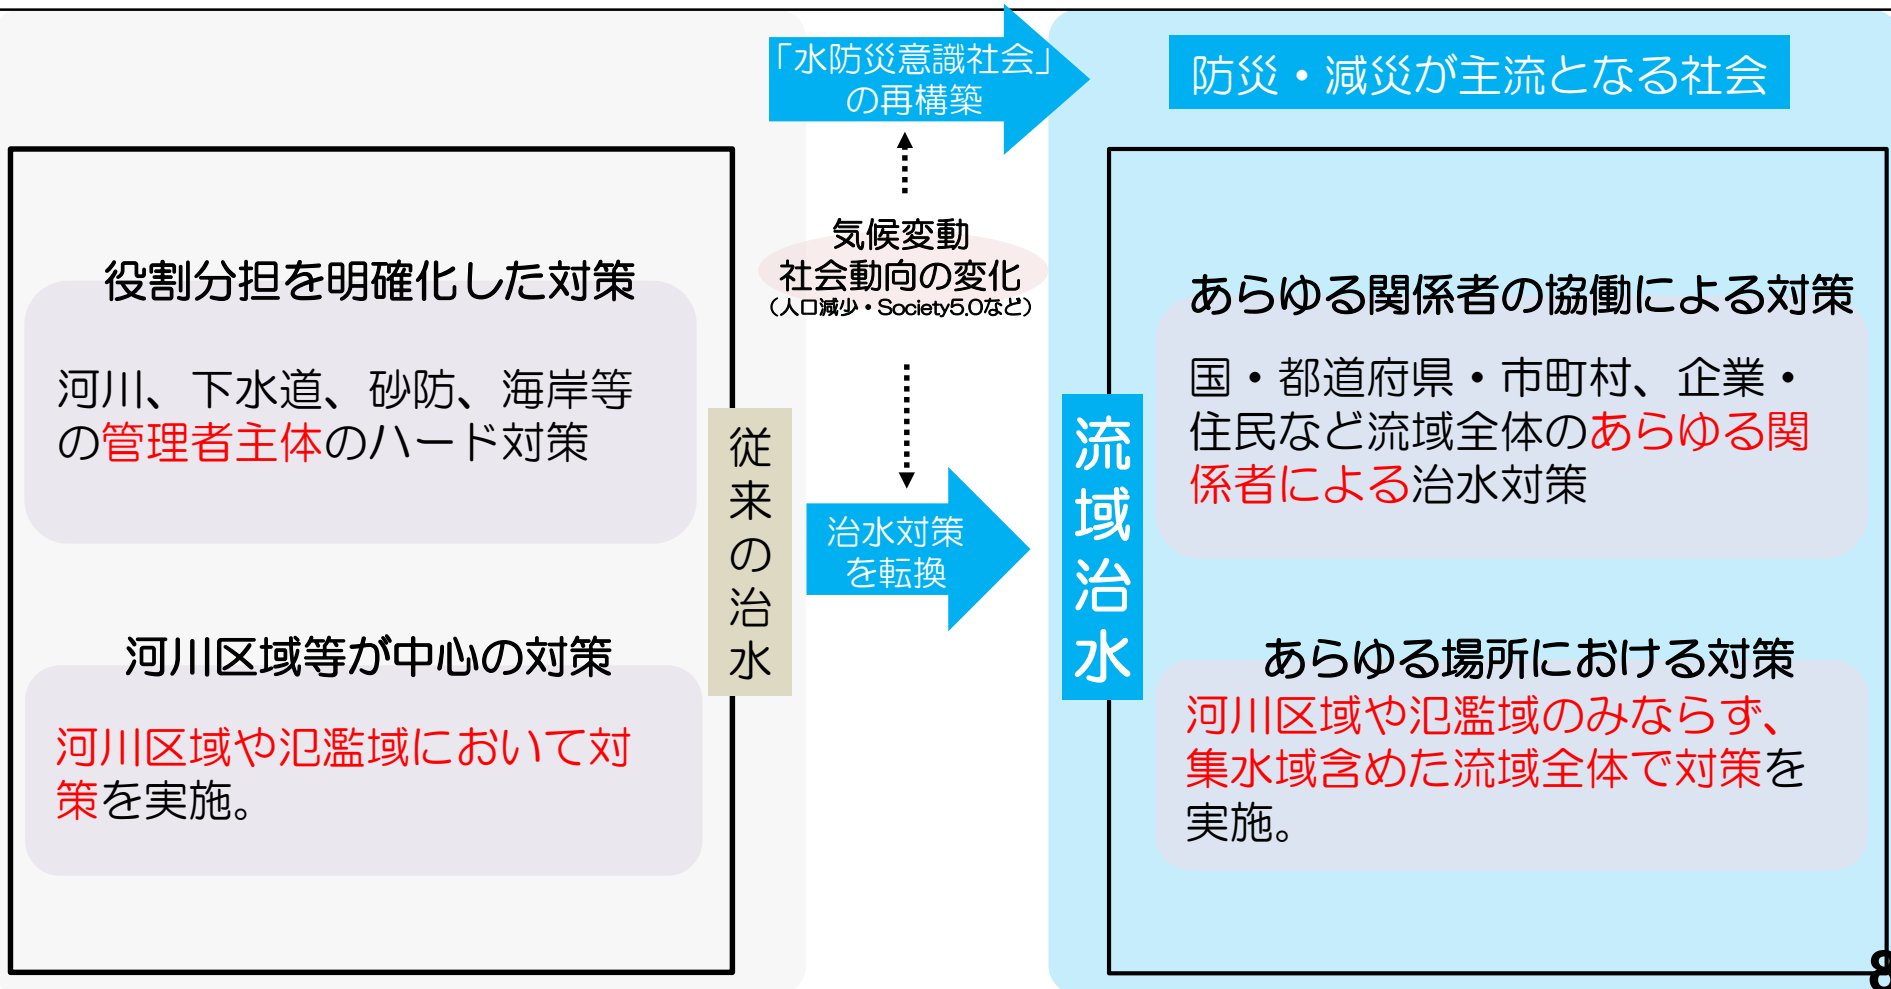 「水防災意識社会」
の再構築
防災・減災が主流となる社会
気候変動
社会動向の変化
（人口減少・Society5.0など）
役割分担を明確化した対策
河川、下水道、砂防、海岸等
の管理者主体のハード対策
河川区域等が中心の対策
河川区域や氾濫域において対
策を実施。
従来の治水
治水対策
を転換
流域治水
あらゆる関係者の協働による対策
国・都道府県・市町村、企業・
住民など流域全体のあらゆる関
係者による治水対策
あらゆる場所における対策
河川区域や氾濫域のみならず、
集水域含めた流域全体で対策を
実施。
8